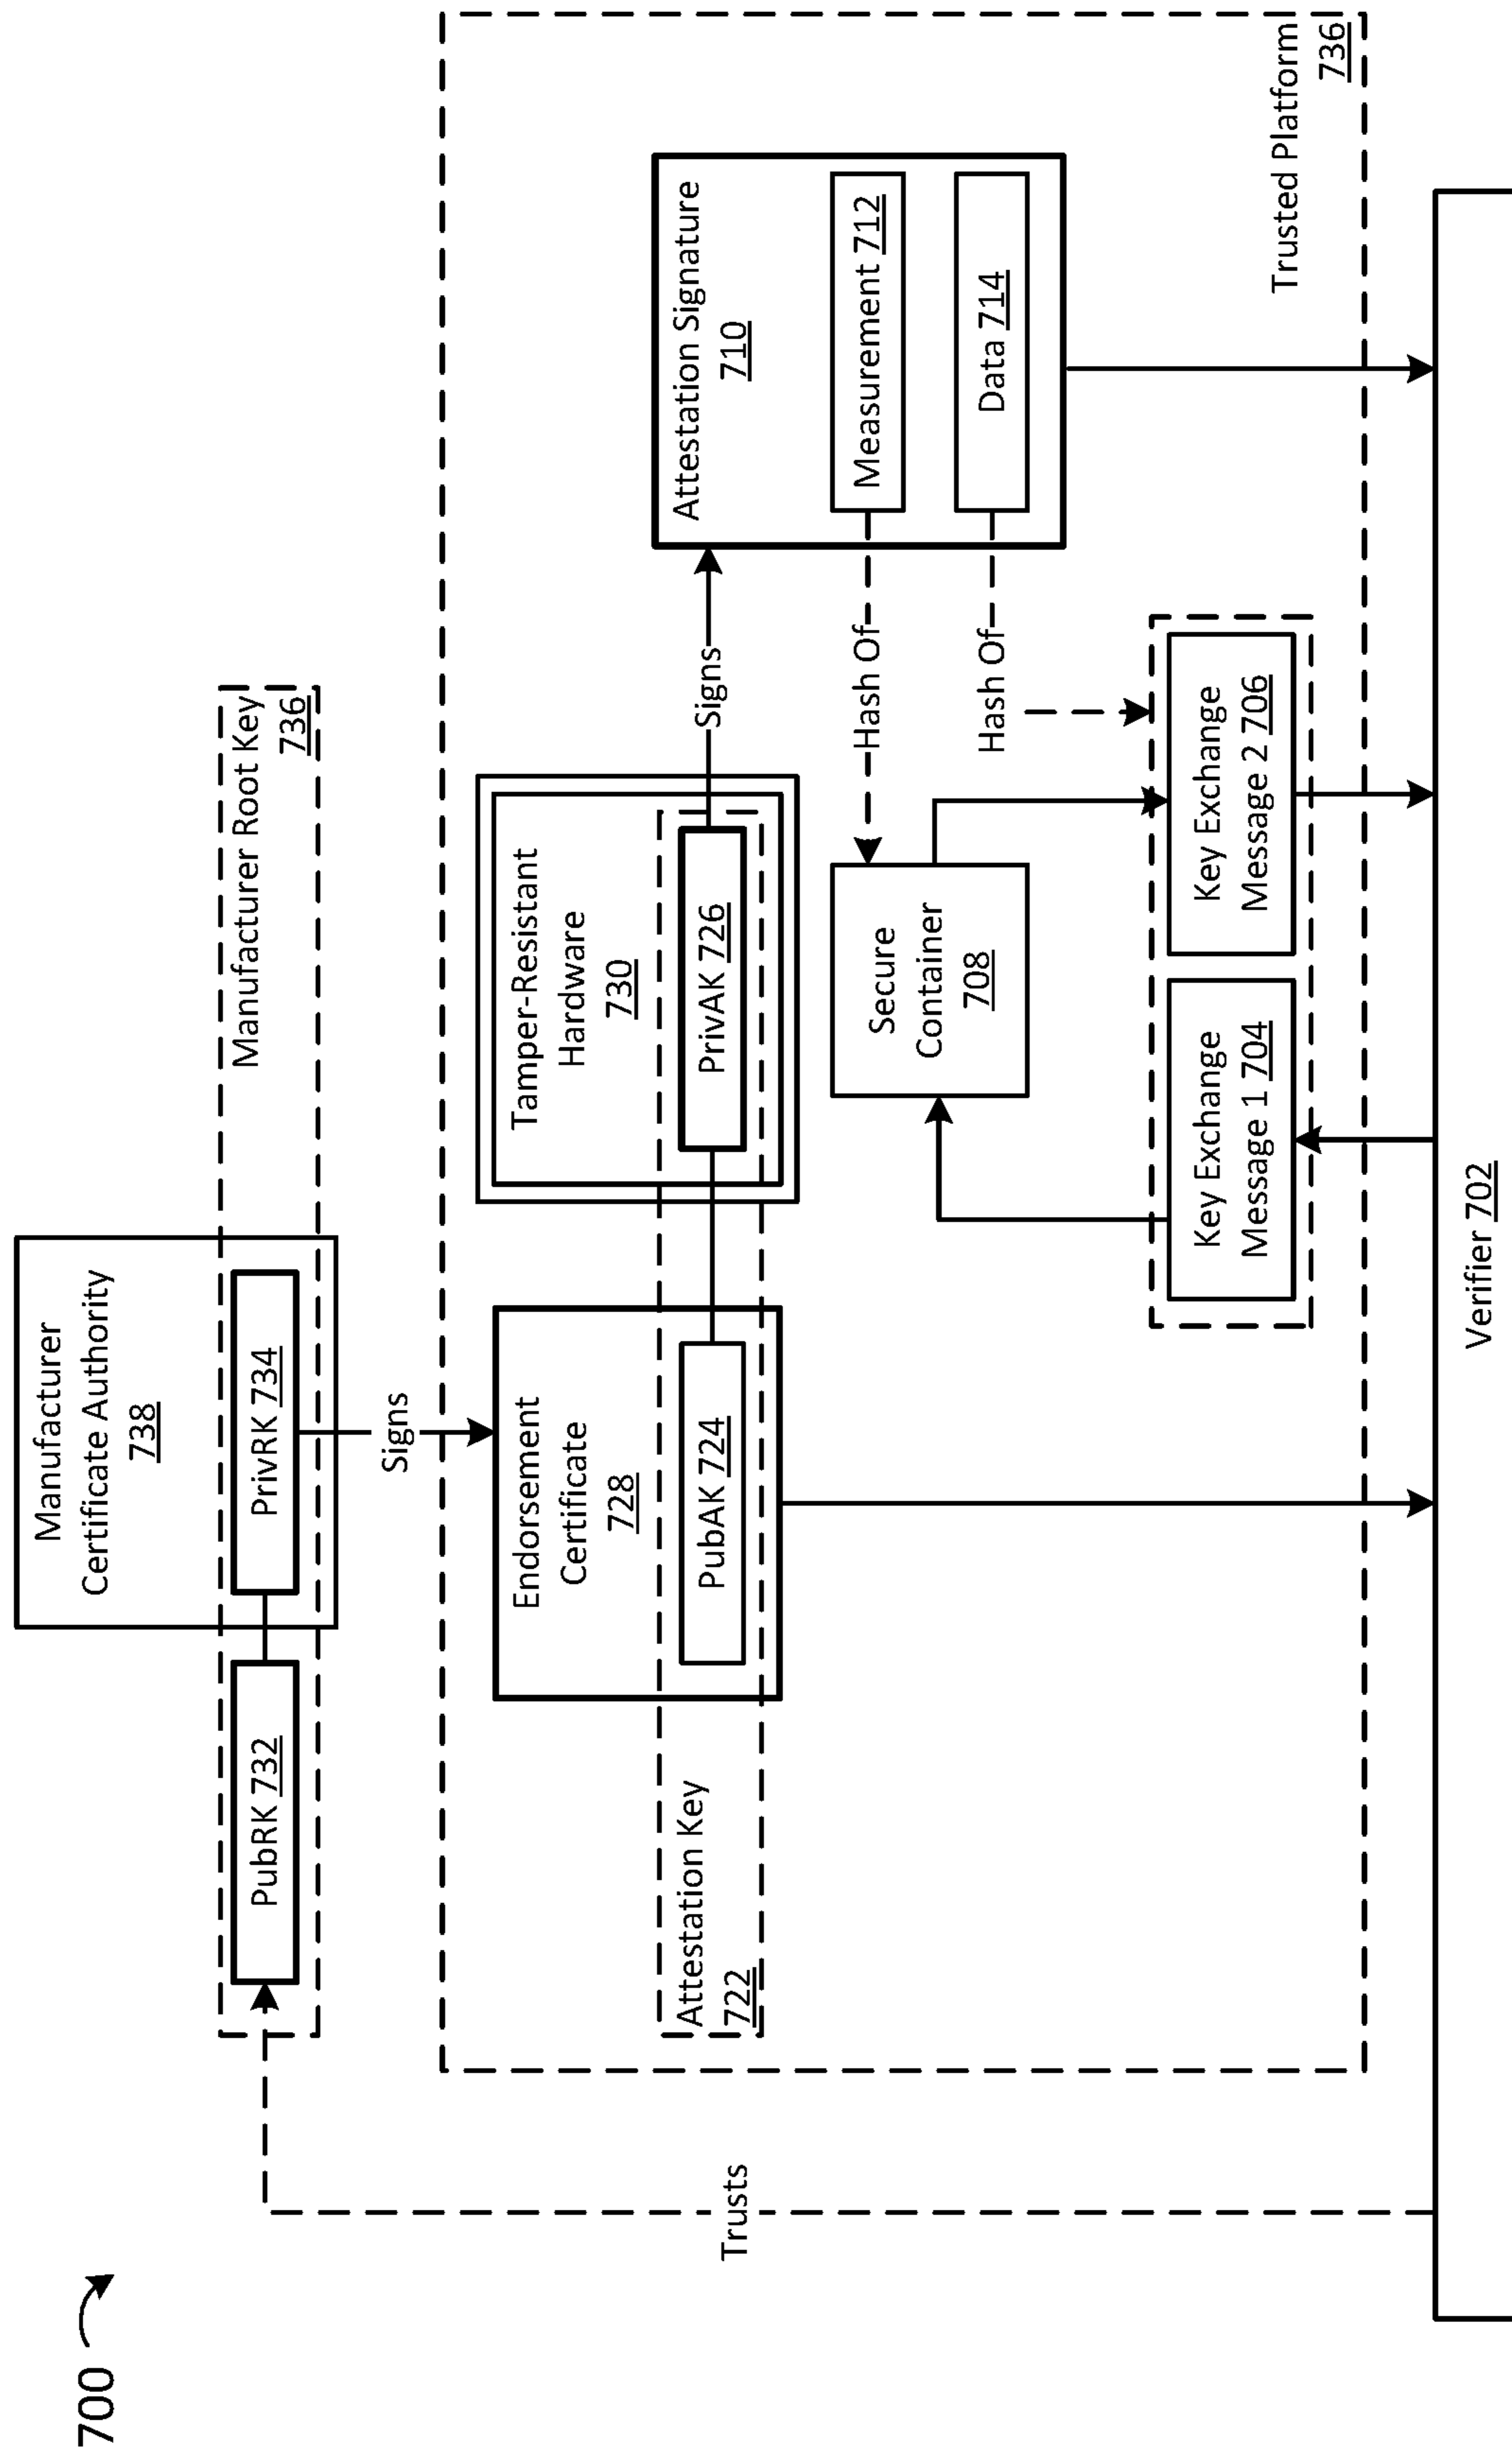 700
Manufacturer
Certificate Authority
738
PubRK 732
PrivRK 734
Manufacturer Root Key
736
Signs
Trusts
Endorsement
Certificate
728
PubAK 724
Attestation Key
722
Tamper-Resistant
Hardware
730
PrivAK 726
Signs
Attestation Signature
710
Measurement 712
Data 714
Hash Of
Hash Of
Secure
Container
708
Key Exchange
Message 1 704
Key Exchange
Message 2 706
Trusted Platform
736
Verifier 702